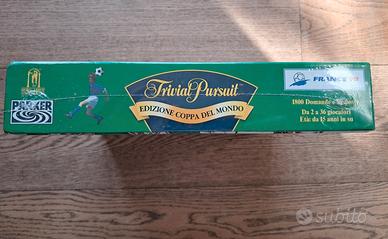 PARKER
Trivial Pursuit
EDIZIONE COPPA DEL MONDO
FRANCE 98
1800 Domande e Risposte
Da 2 a 36 giocatori
Età: da 15 anni in su
subito